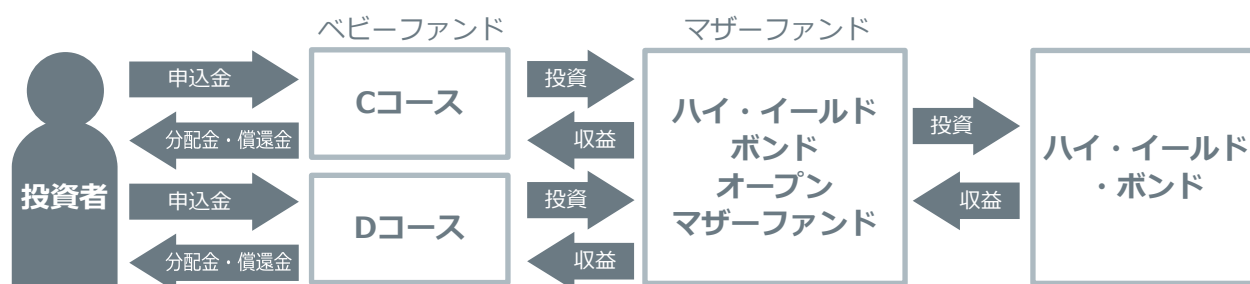 ベビーファンド
マザーファンド
投資者
申込金
分配金・償還金
申込金
分配金・償還金
Cコース
Dコース
投資
収益
投資
収益
ハイ・イールド
ボンド
オープン
マザーファンド
投資
収益
ハイ・イールド
・ボンド